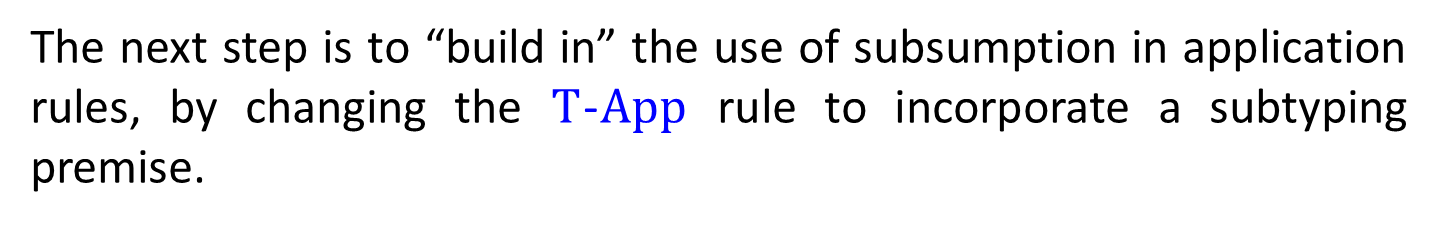 The next step is to “build in” the use of subsumption in application
rules, by changing the T-App rule to incorporate a subtyping
premise.